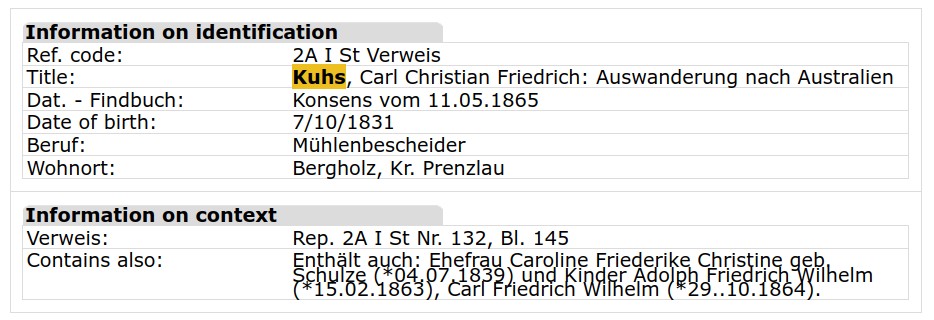 Information on identification
Ref. code: 2A I St Verweis
Title: Kuhs, Carl Christian Friedrich: Auswanderung nach Australien
Dat. - Findbuch: Konsens vom 11.05.1865
Date of birth: 7/10/1831
Beruf: Mühlenbescheider
Wohnort: Bergholz, Kr. Prenzlau
Information on context
Verweis: Rep. 2A I St Nr. 132, Bl. 145
Contains also: Enthält auch: Ehefrau Caroline Friederike Christine geb.
Schulze (*04.07.1839) und Kinder Adolph Friedrich Wilhelm
(*15.02.1863), Carl Friedrich Wilhelm (*29..10.1864).